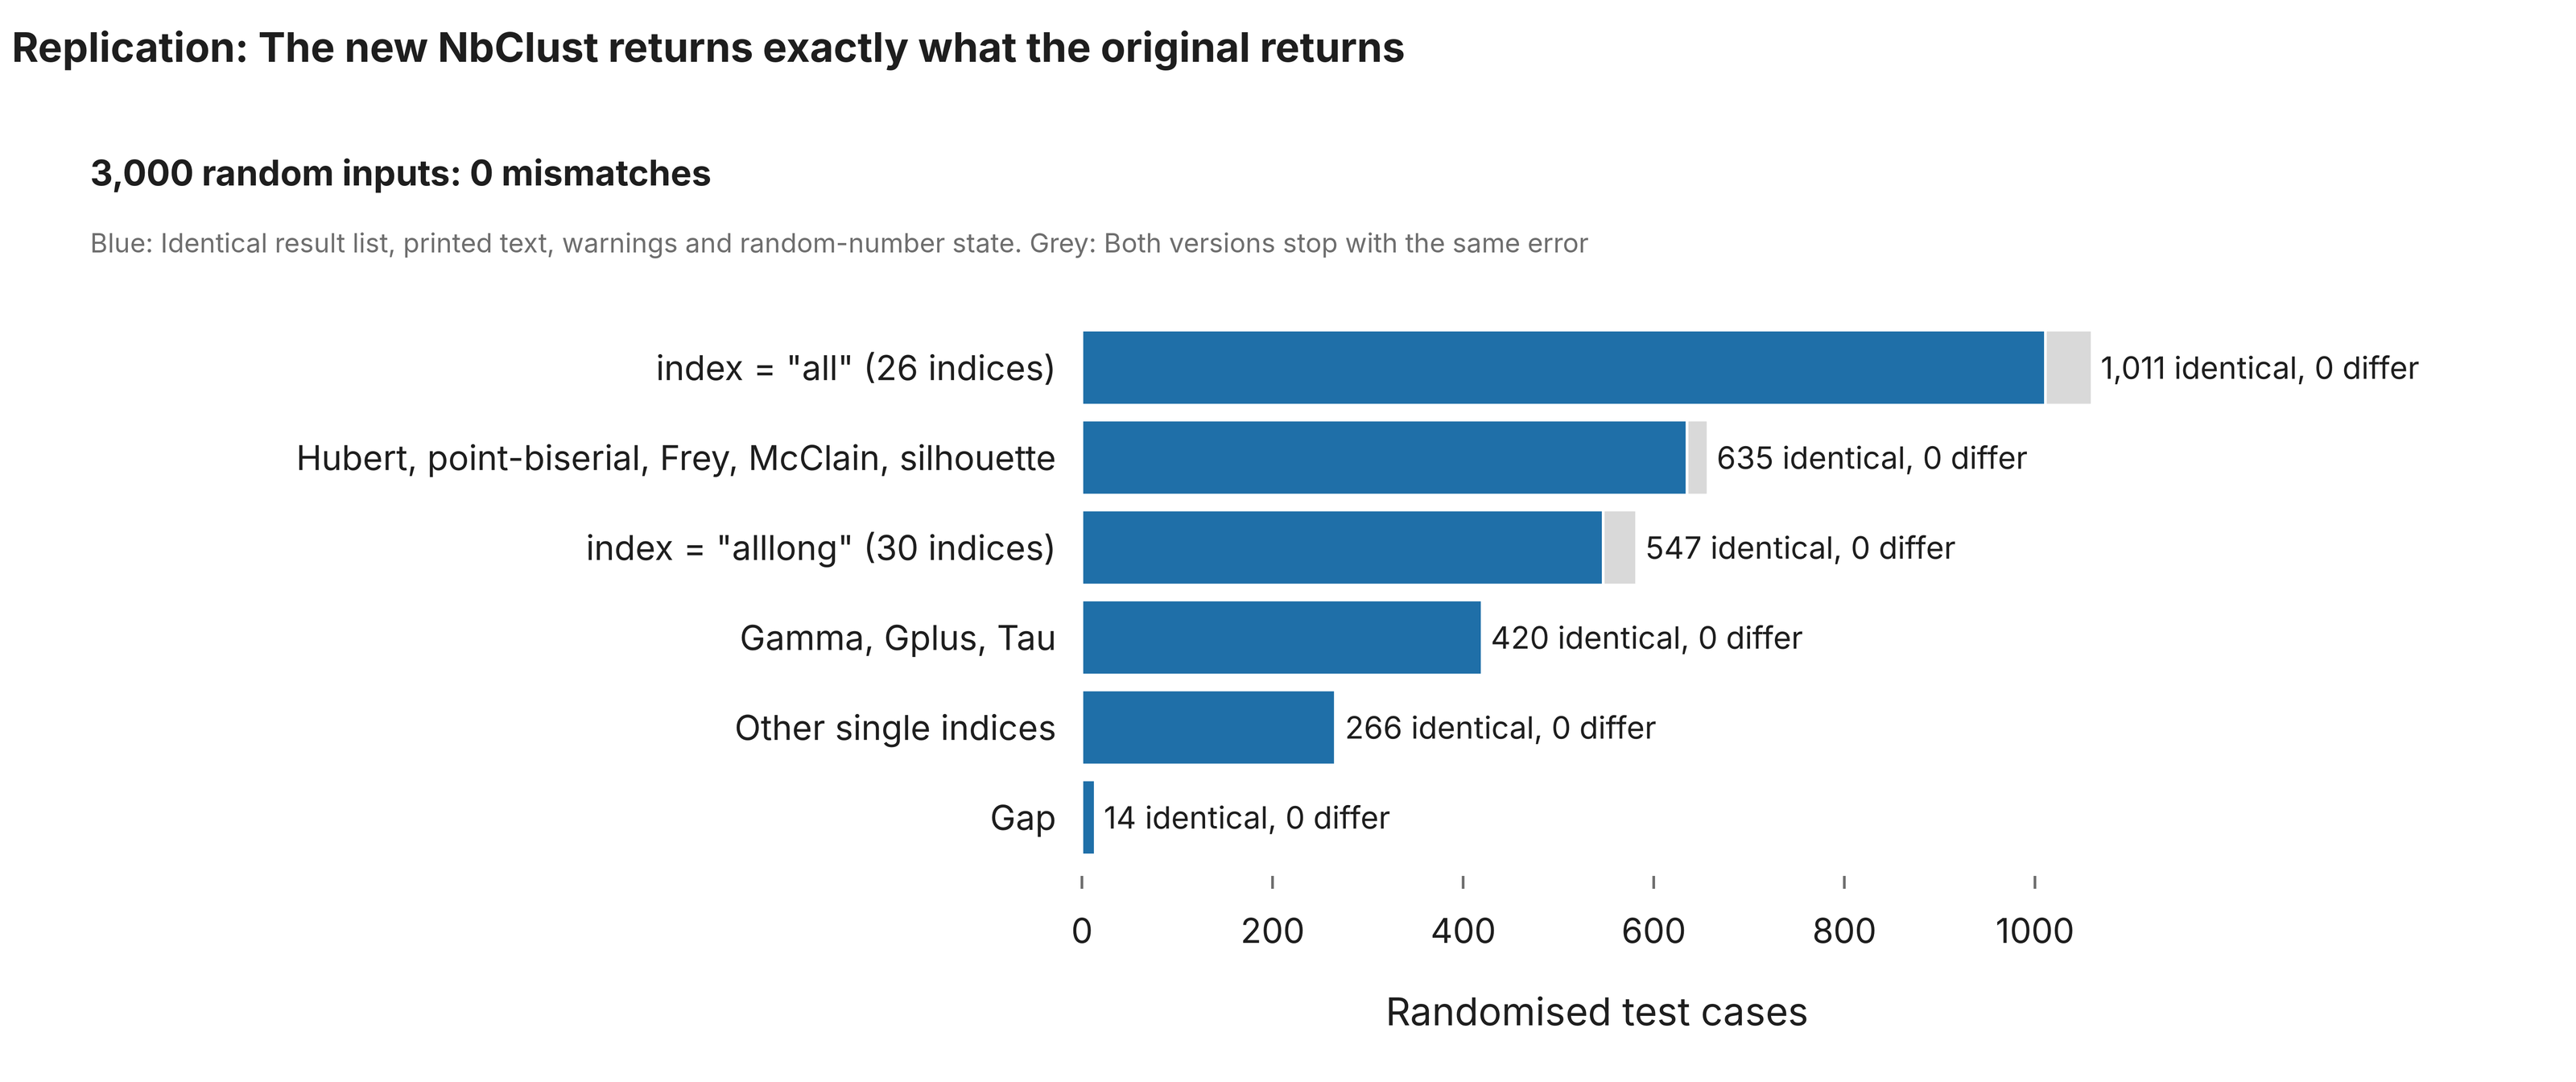 Replication: The new NbClust returns exactly what the original returns
3,000 random inputs: 0 mismatches
Blue: Identical result list, printed text, warnings and random-number state. Grey: Both versions stop with the same error
index = "all" (26 indices)
1,011 identical, 0 differ
Hubert, point-biserial, Frey, McClain, silhouette
635 identical, 0 differ
index = "alllong" (30 indices)
547 identical, 0 differ
Gamma, Gplus, Tau
420 identical, 0 differ
Other single indices
266 identical, 0 differ
Gap
14 identical, 0 differ
0 200 400 600 800 1000
Randomised test cases